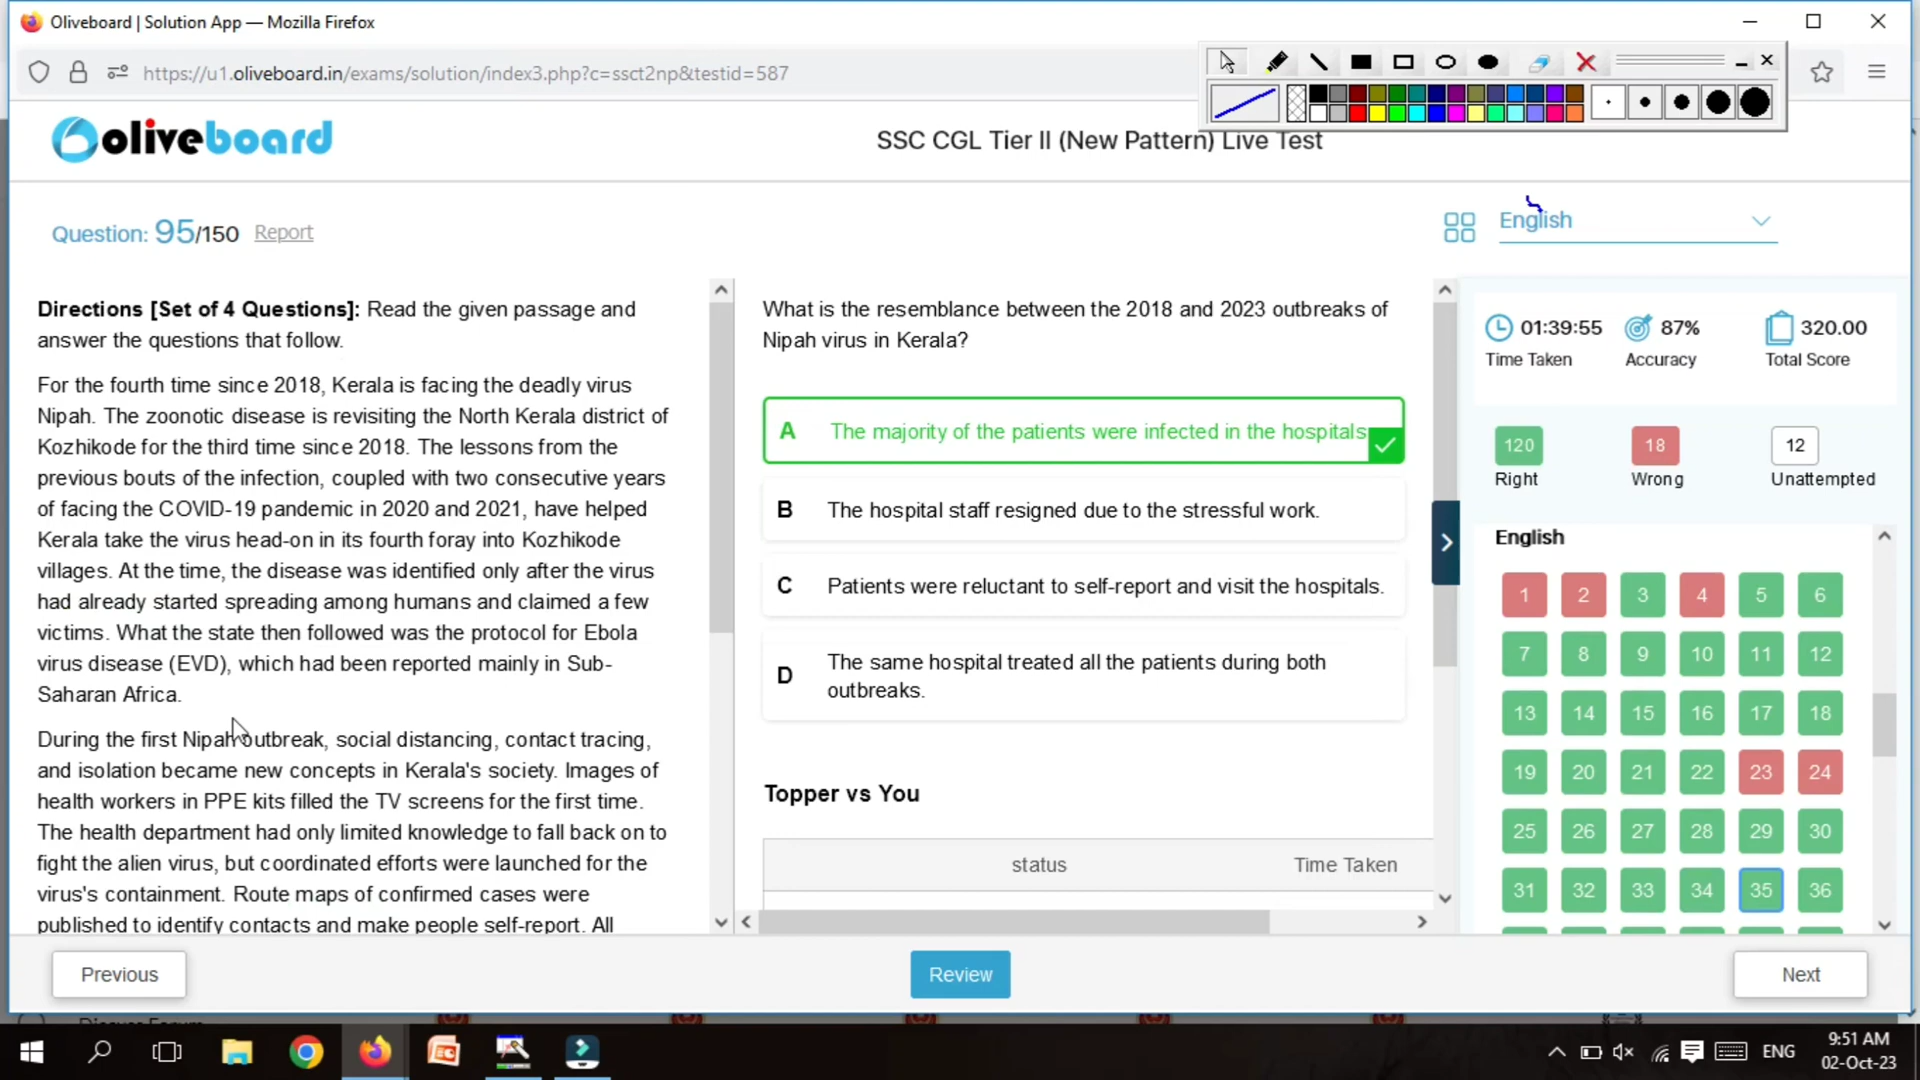 Oliveboard | Solution App — Mozilla Firefox
https://u1.oliveboard.in/exams/solution/index3.php?c=ssct2np&testid=587
oliveboard
SSC CGL Tier II (New Pattern) Live Test
Question: 95/150 Report
English
Directions [Set of 4 Questions]: Read the given passage and
answer the questions that follow.
For the fourth time since 2018, Kerala is facing the deadly virus
Nipah. The zoonotic disease is revisiting the North Kerala district of
Kozhikode for the third time since 2018. The lessons from the
previous bouts of the infection, coupled with two consecutive years
of facing the COVID-19 pandemic in 2020 and 2021, have helped
Kerala take the virus head-on in its fourth foray into Kozhikode
villages. At the time, the disease was identified only after the virus
had already started spreading among humans and claimed a few
victims. What the state then followed was the protocol for Ebola
virus disease (EVD), which had been reported mainly in Sub-
Saharan Africa.
During the first Nipah outbreak, social distancing, contact tracing,
and isolation became new concepts in Kerala's society. Images of
health workers in PPE kits filled the TV screens for the first time.
The health department had only limited knowledge to fall back on to
fight the alien virus, but coordinated efforts were launched for the
virus's containment. Route maps of confirmed cases were
published to identify contacts and make people self-report. All
What is the resemblance between the 2018 and 2023 outbreaks of
Nipah virus in Kerala?
A The majority of the patients were infected in the hospitals
B The hospital staff resigned due to the stressful work.
C Patients were reluctant to self-report and visit the hospitals.
D The same hospital treated all the patients during both
outbreaks.
Topper vs You
status Time Taken
01:39:55 87% 320.00
Time Taken Accuracy Total Score
120 18 12
Right Wrong Unattempted
English
1 2 3 4 5 6
7 8 9 10 11 12
13 14 15 16 17 18
19 20 21 22 23 24
25 26 27 28 29 30
31 32 33 34 35 36
Previous Review Next
ENG
9:51 AM
02-Oct-23